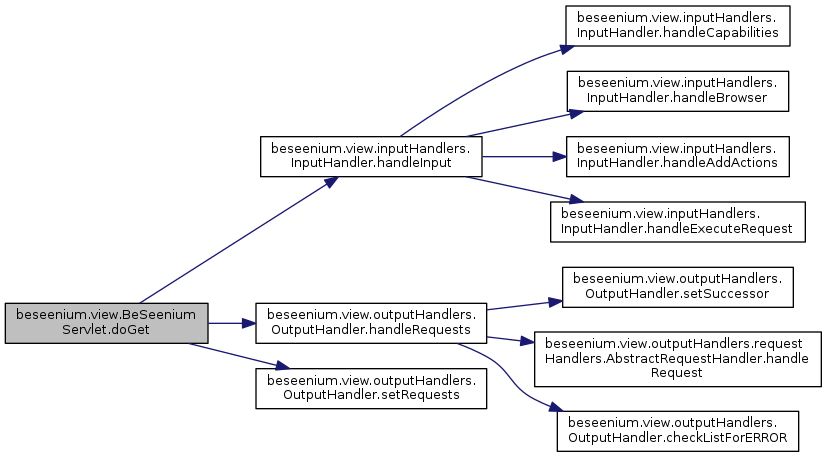 beseenium.view.inputHandlers.
InputHandler.handleCapabilities
beseenium.view.inputHandlers.
InputHandler.handleBrowser
beseenium.view.inputHandlers.
InputHandler.handleInput
beseenium.view.inputHandlers.
InputHandler.handleAddActions
beseenium.view.inputHandlers.
InputHandler.handleExecuteRequest
beseenium.view.BeSeenium
Servlet.doGet
beseenium.view.outputHandlers.
OutputHandler.handleRequests
beseenium.view.outputHandlers.
OutputHandler.setSuccessor
beseenium.view.outputHandlers.request
Handlers.AbstractRequestHandler.handle
Request
beseenium.view.outputHandlers.
OutputHandler.setRequests
beseenium.view.outputHandlers.
OutputHandler.checkListForERROR